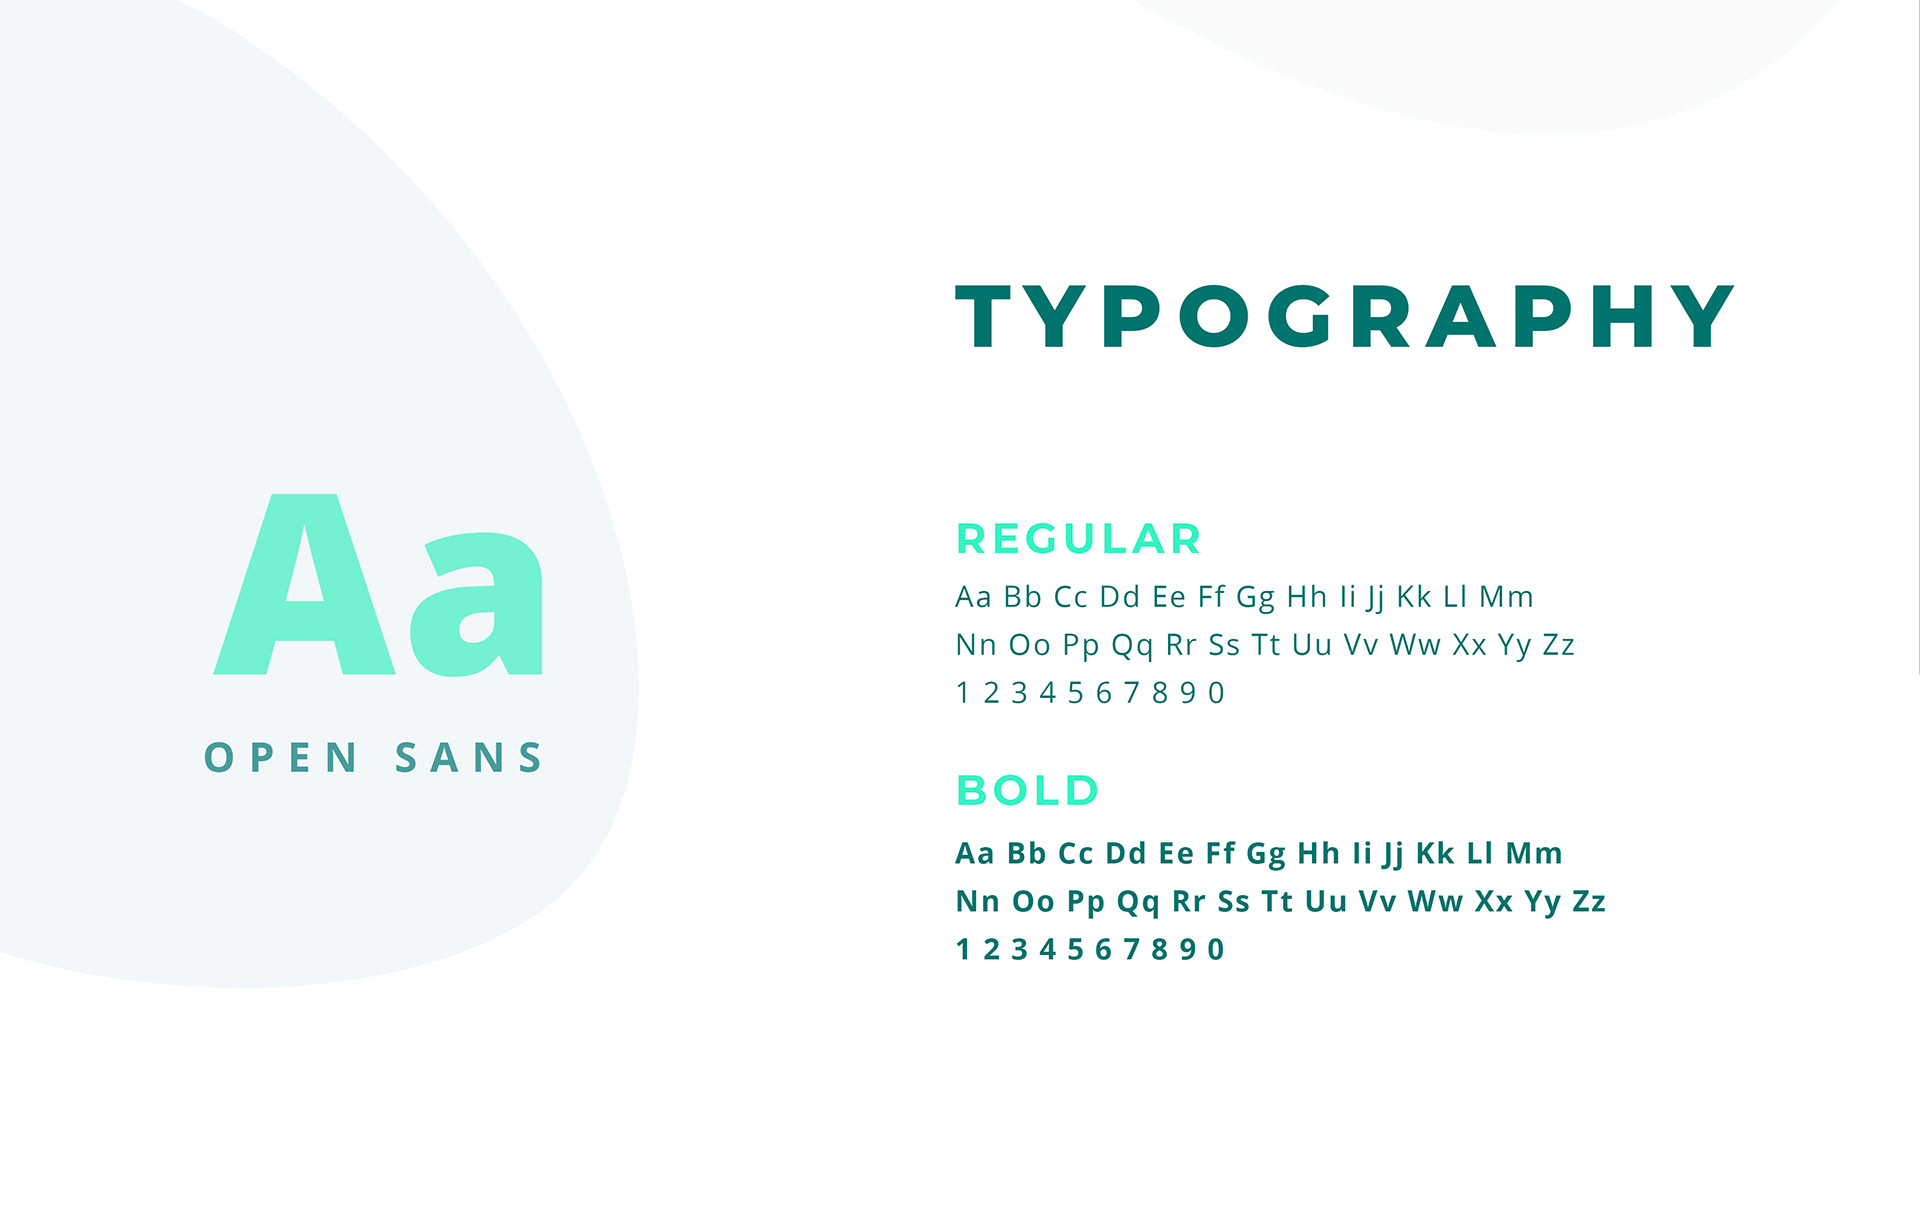 Aa
OPEN SANS
TYPOGRAPHY
REGULAR
Aa Bb Cc Dd Ee Ff Gg Hh Ii Jj Kk Ll Mm
Nn Oo Pp Qq Rr Ss Tt Uu Vv Ww Xx Yy Zz
1 2 3 4 5 6 7 8 9 0
BOLD
Aa Bb Cc Dd Ee Ff Gg Hh Ii Jj Kk Ll Mm
Nn Oo Pp Qq Rr Ss Tt Uu Vv Ww Xx Yy Zz
1 2 3 4 5 6 7 8 9 0